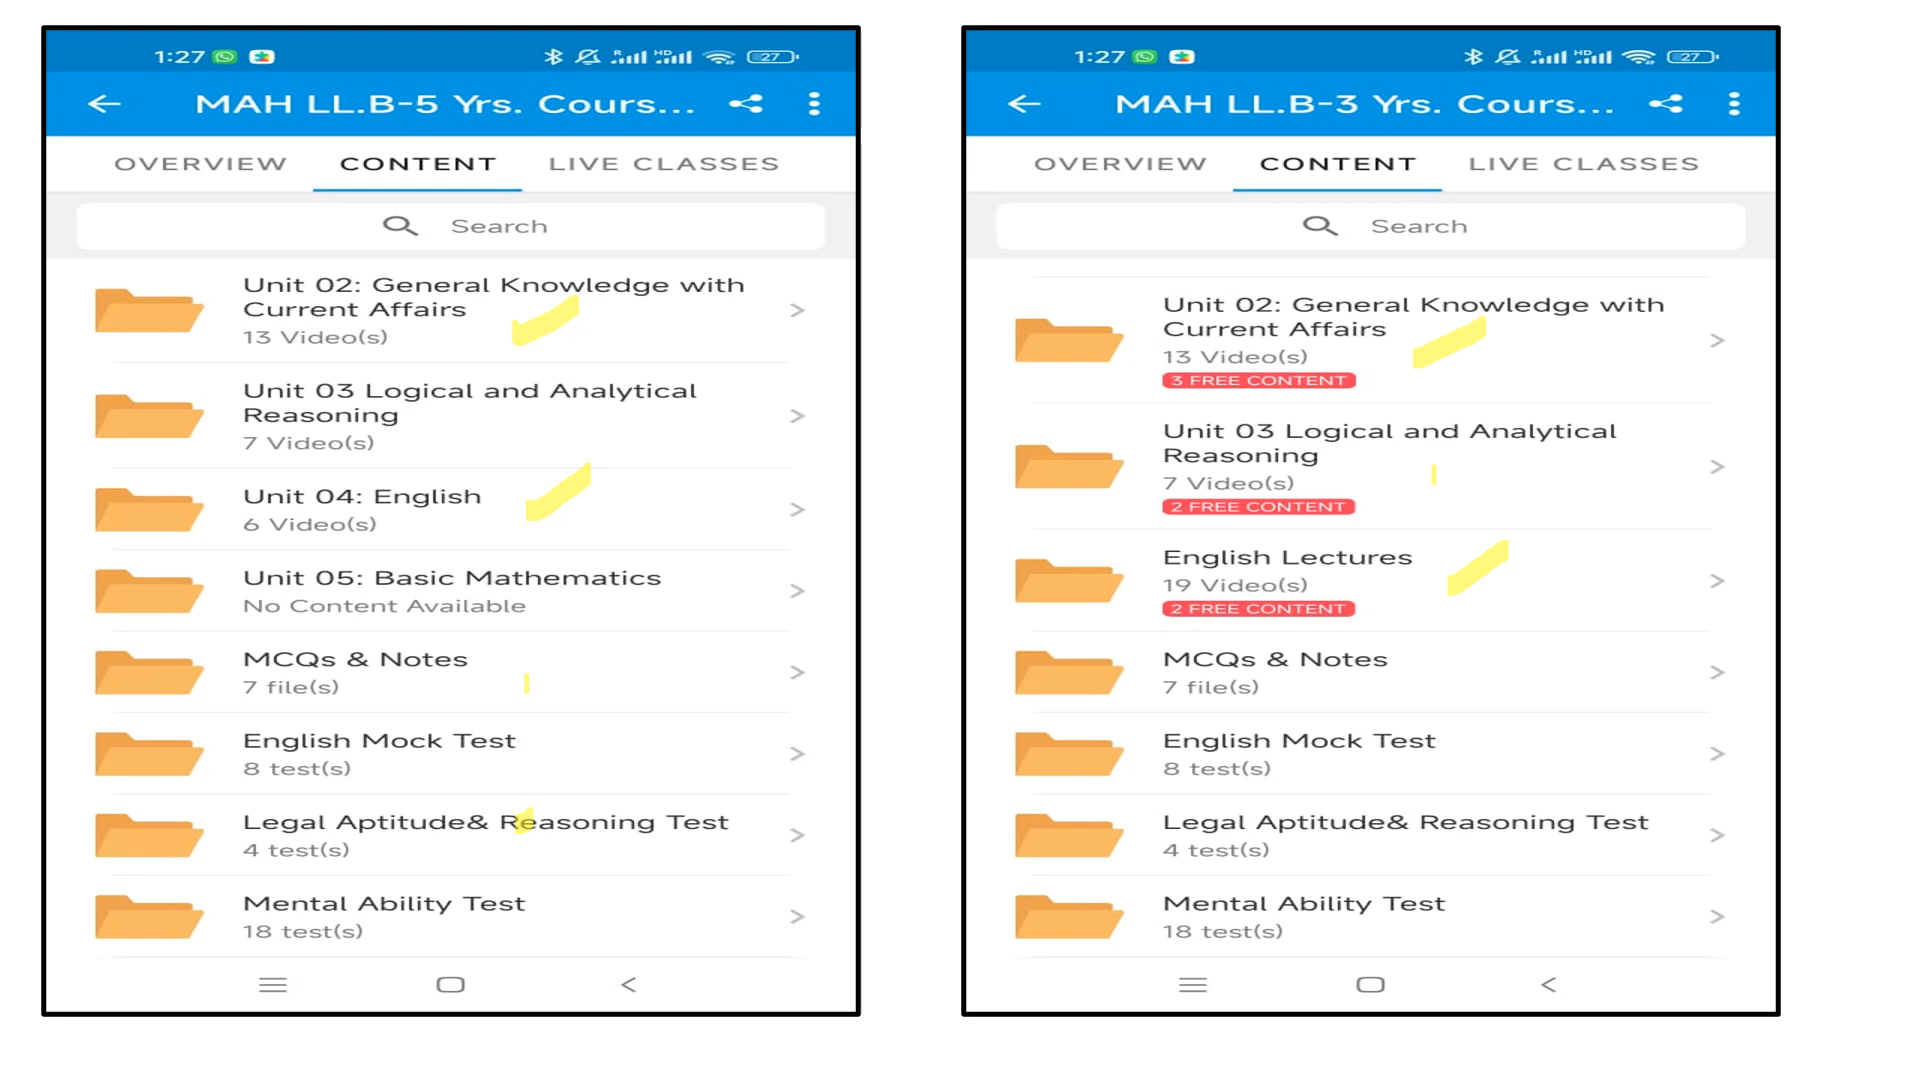 1:27
27
MAH LL.B-5 Yrs. Cours...
OVERVIEW CONTENT LIVE CLASSES
Search
Unit 02: General Knowledge with
Current Affairs
13 Video(s)
Unit 03 Logical and Analytical
Reasoning
7 Video(s)
Unit 04: English
6 Video(s)
Unit 05: Basic Mathematics
No Content Available
MCQs & Notes
7 file(s)
English Mock Test
8 test(s)
Legal Aptitude& Reasoning Test
4 test(s)
Mental Ability Test
18 test(s)
1:27
27
MAH LL.B-3 Yrs. Cours...
OVERVIEW CONTENT LIVE CLASSES
Search
Unit 02: General Knowledge with
Current Affairs
13 Video(s)
3 FREE CONTENT
Unit 03 Logical and Analytical
Reasoning
7 Video(s)
2 FREE CONTENT
English Lectures
19 Video(s)
2 FREE CONTENT
MCQs & Notes
7 file(s)
English Mock Test
8 test(s)
Legal Aptitude& Reasoning Test
4 test(s)
Mental Ability Test
18 test(s)